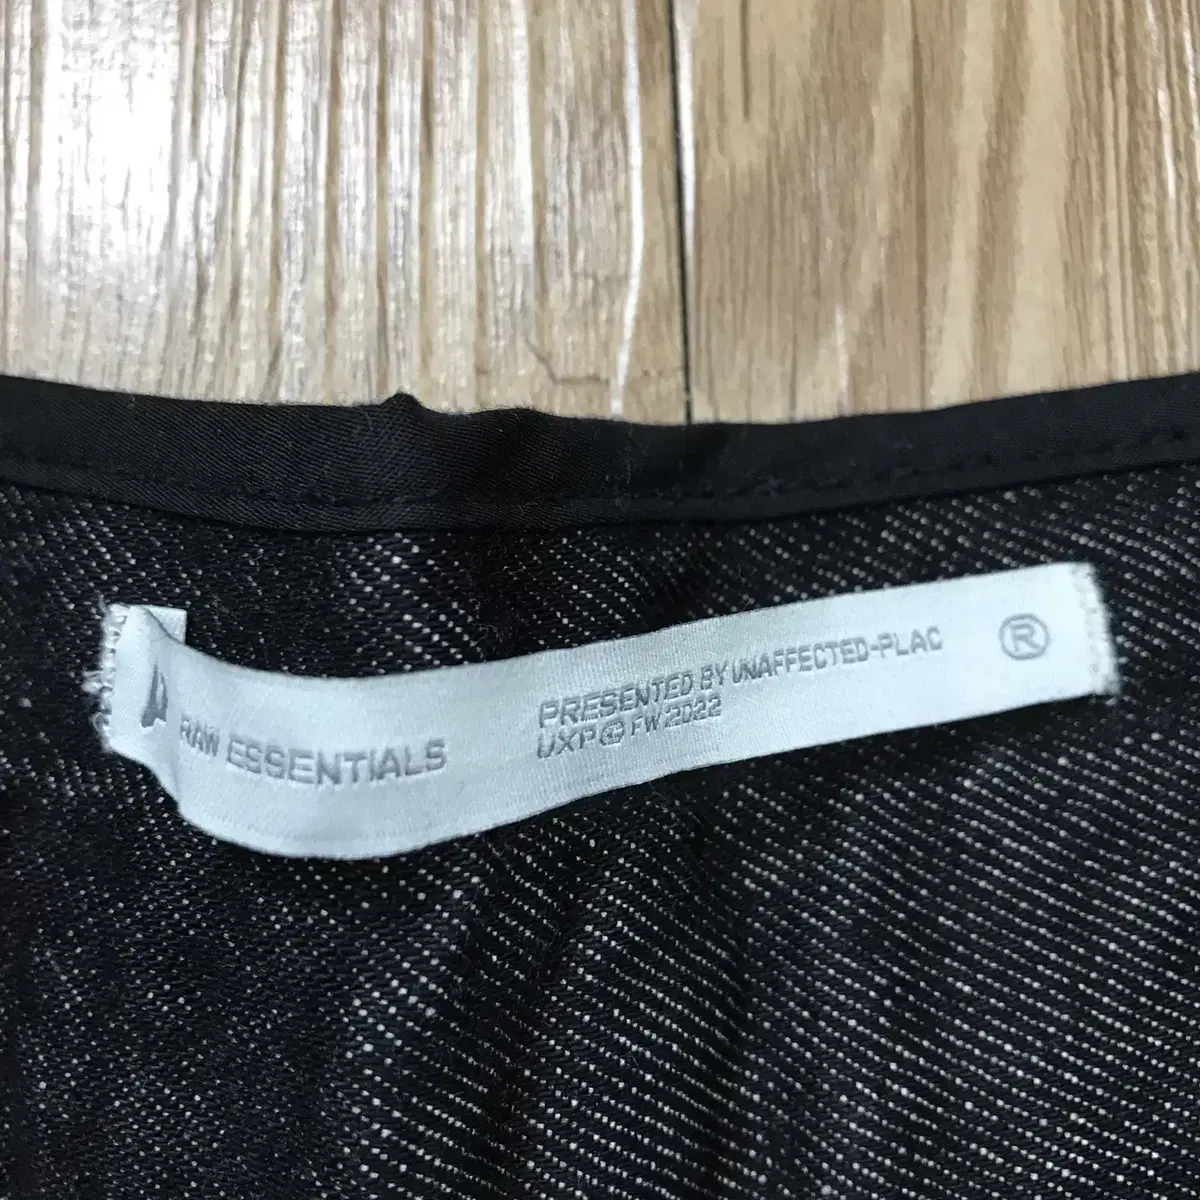 RAW ESSENTIALS
PRESENTED BY UNAFFECTED-PLAC
UXP© FW 2022
®